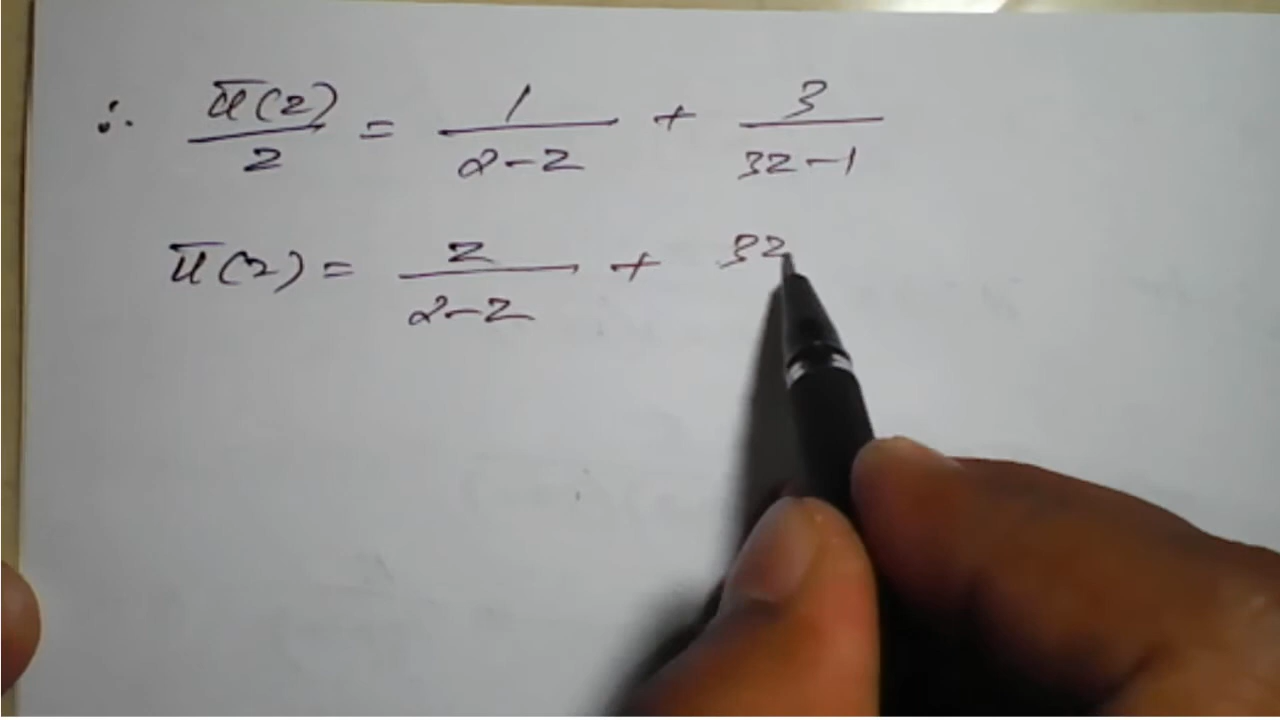 ∴ ū(z)/z = 1/(2-z) + 3/(3z-1)
ū(z) = z/(2-z) + 3z